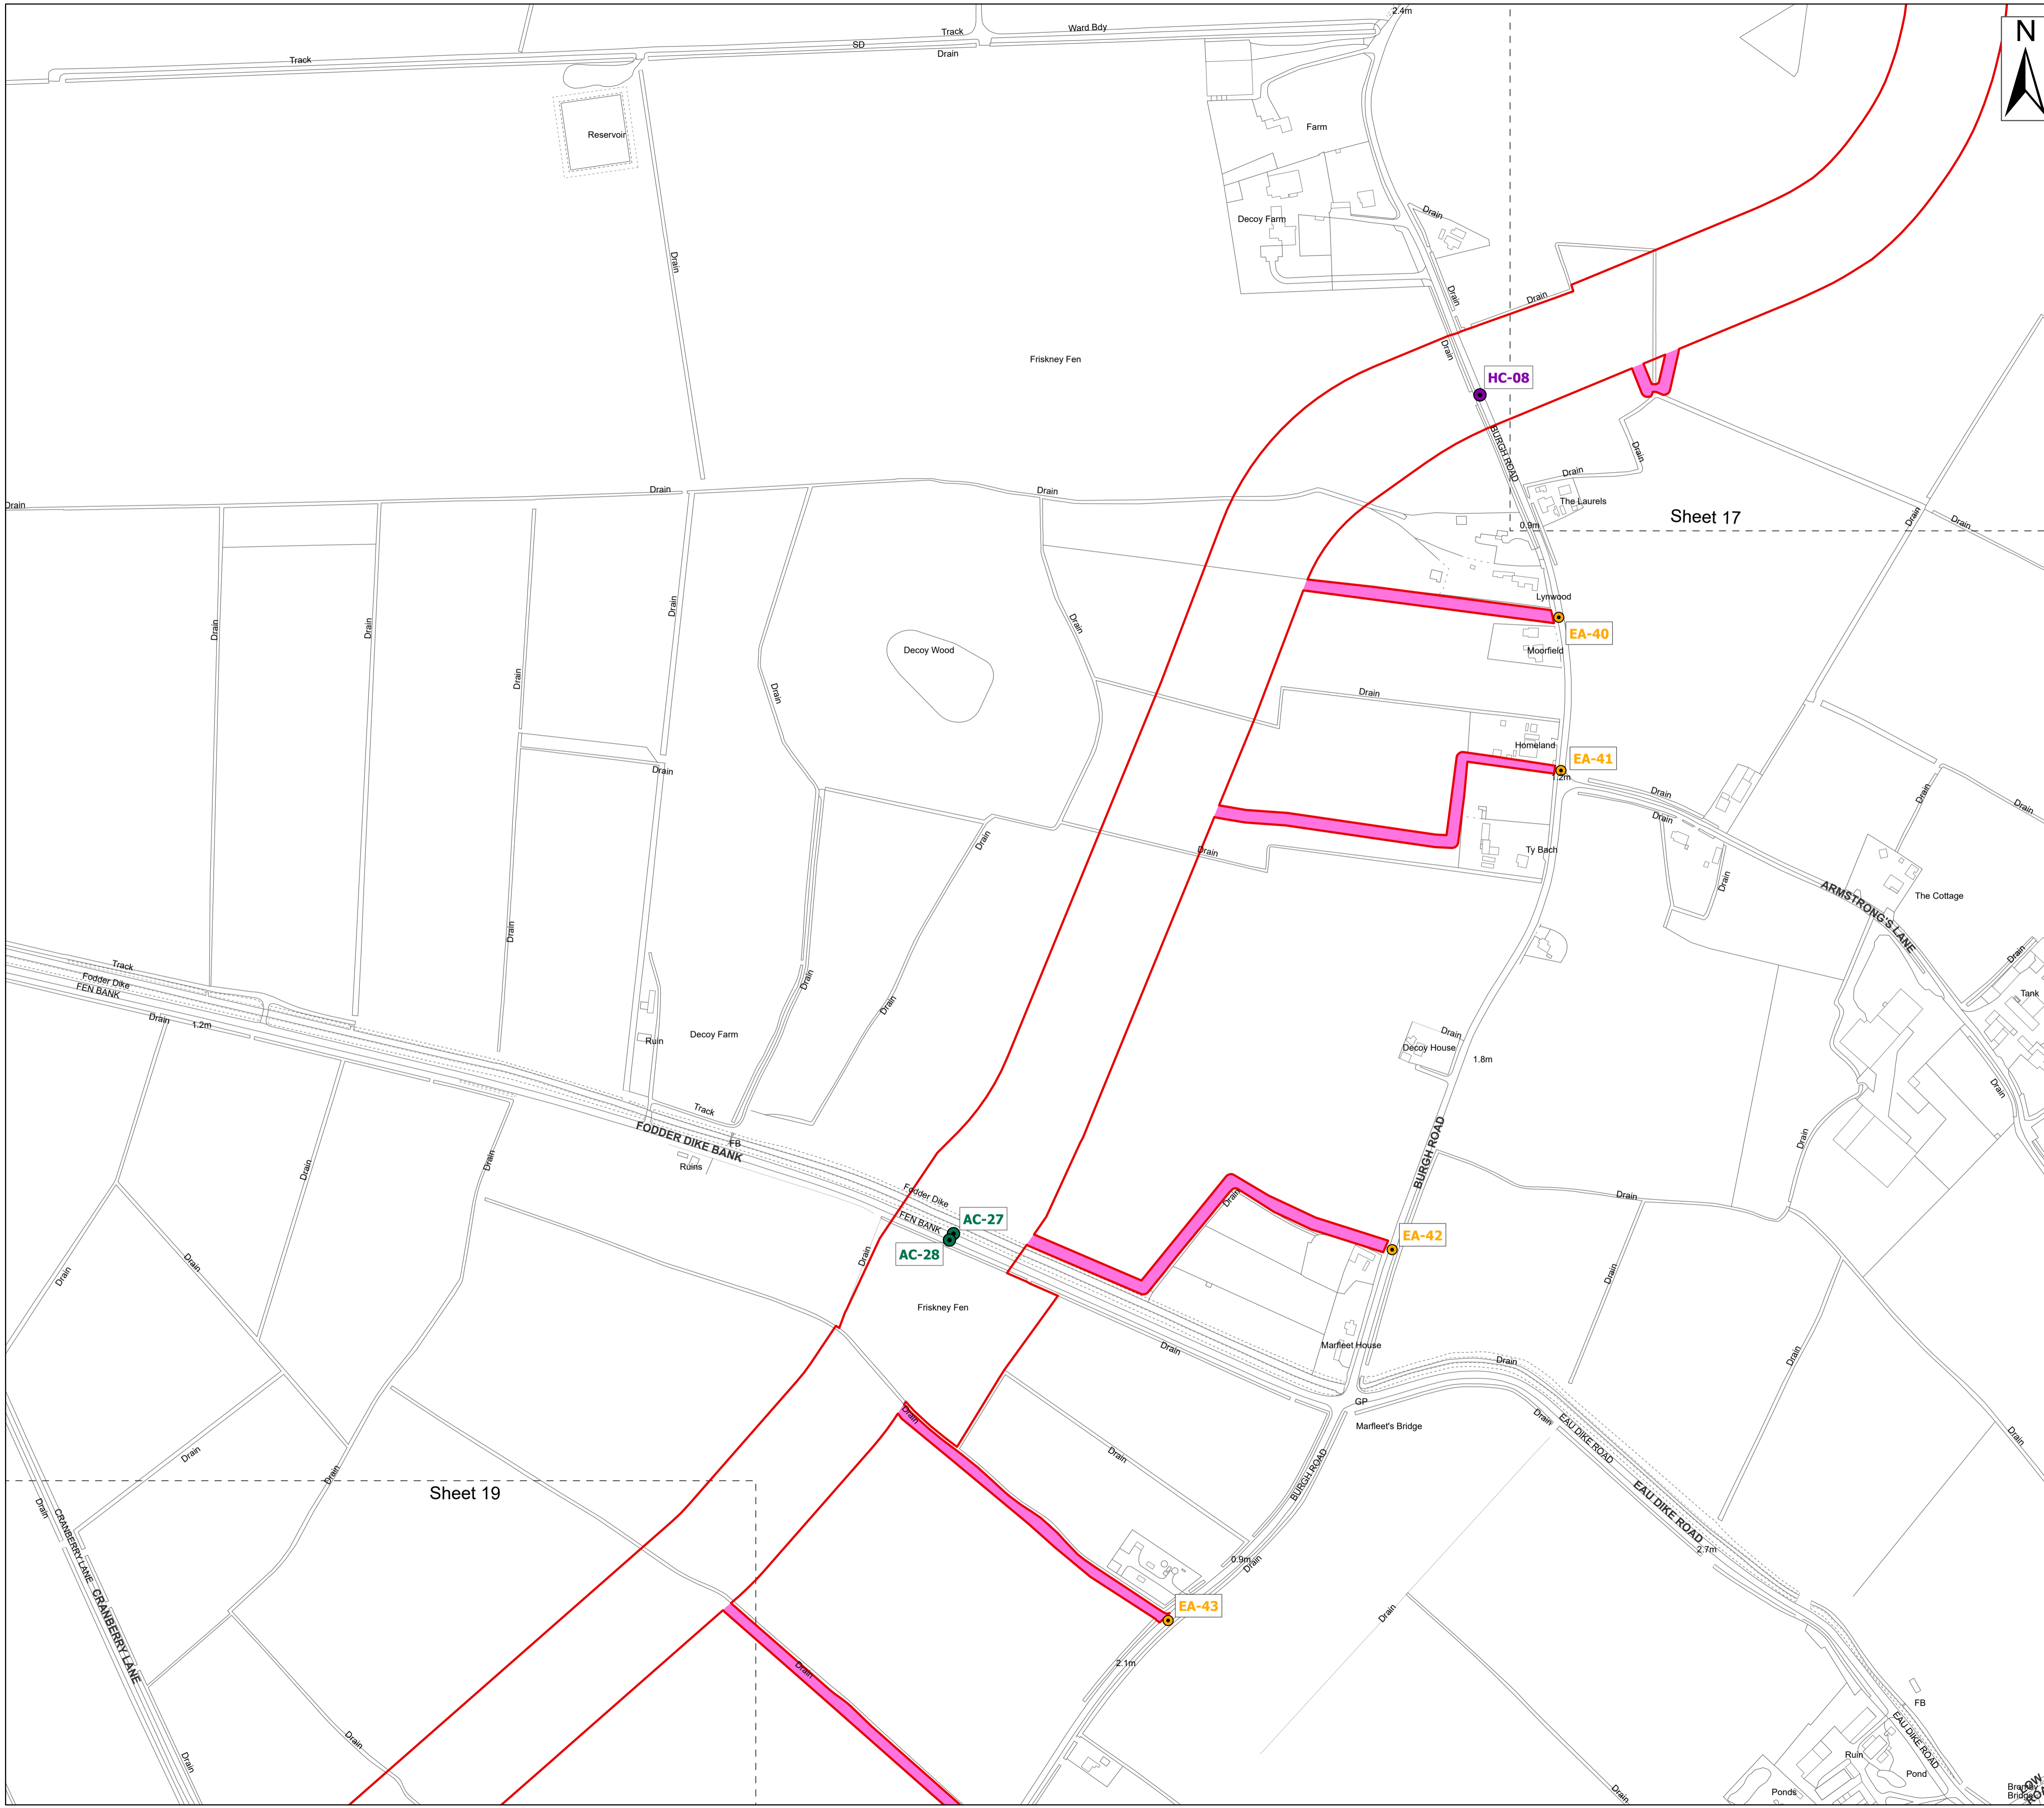 2.4m
Ward Bdy
Track
SD
Drain
Track
N
Reservoir
Farm
Drain
Decoy Farm
Drain
Drain
Drain
Drain
Friskney Fen
HC-08
BURGH ROAD
Drain
Drain
The Laurels
Drain
Drain
Drain
Sheet 17
0.9m
Drain
Drain
Lynwood
EA-40
Drain
Drain
Drain
Drain
Decoy Wood
Moorfield
Drain
Drain
Drain
Homeland
EA-41
1.2m
Drain
Drain
Drain
Drain
Drain
Drain
Drain
Ty Bach
Drain
ARMSTRONG'S LANE
The Cottage
Drain
Drain
Track
Fodder Dike
FEN BANK
Drain
1.2m
Drain
Drain
Tank
Ruin
Decoy Farm
Drain
Decoy House
1.8m
Drain
Track
FODDER DIKE BANK
FB
Ruins
Drain
Drain
BURGH ROAD
Drain
Fodder Dike
FEN BANK
AC-27
AC-28
Drain
Drain
Drain
EA-42
Drain
Drain
Drain
Friskney Fen
Drain
Marfleet House
Drain
Drain
GP
Marfleet's Bridge
Drain
Drain
EAU DIKE ROAD
Drain
Drain
Drain
Drain
BURGH ROAD
Sheet 19
EAU DIKE ROAD
2.7m
Drain
CRANBERRY LANE
CRANBERRY LANE
0.9m
Drain
EA-43
Drain
2.1m
Drain
Drain
Drain
FB
EAU DIKE ROAD
Ruin
Pond
Ponds
Drain